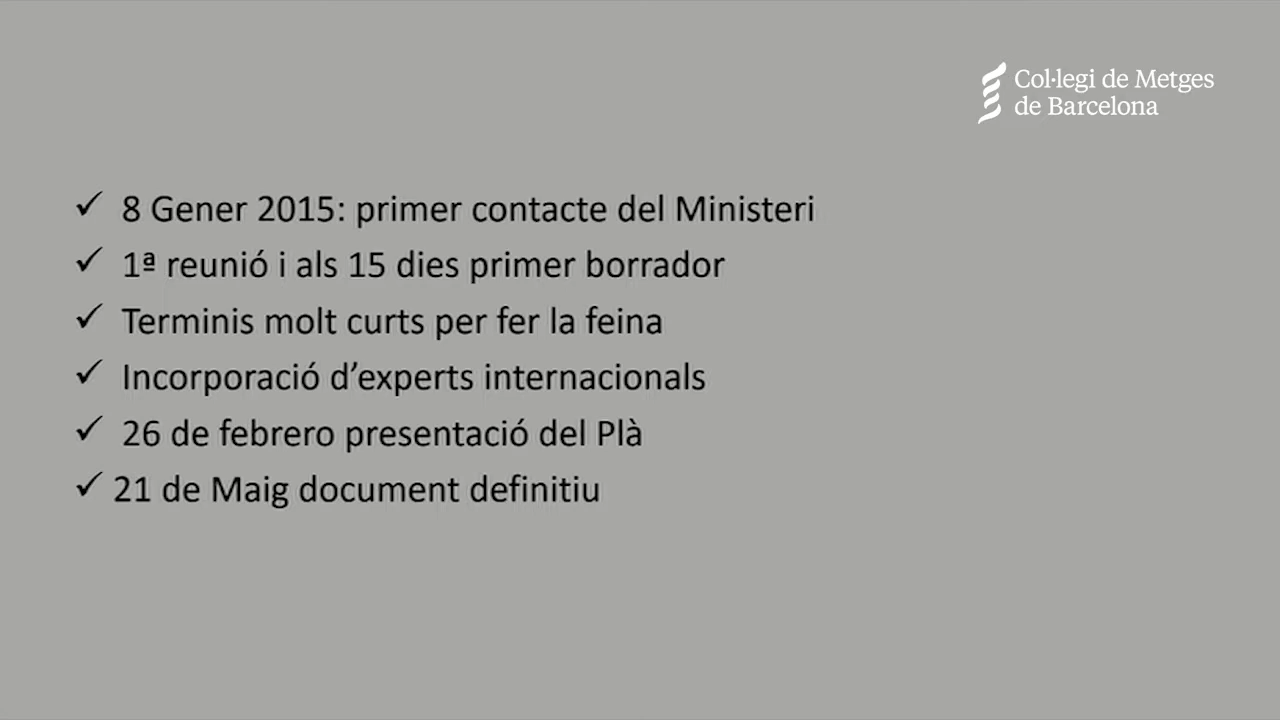 Col·legi de Metges
de Barcelona
✓ 8 Gener 2015: primer contacte del Ministeri
✓ 1ª reunió i als 15 dies primer borrador
✓ Terminis molt curts per fer la feina
✓ Incorporació d’experts internacionals
✓ 26 de febrero presentació del Plà
✓ 21 de Maig document definitiu